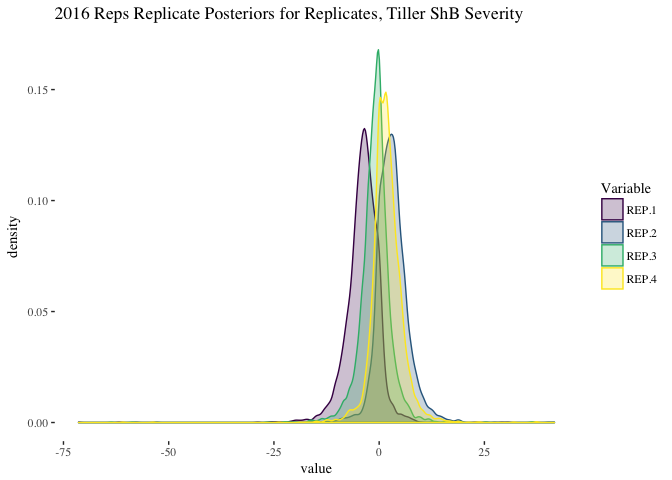 2016 Reps Replicate Posteriors for Replicates, Tiller ShB Severity
0.15
0.10
0.05
0.00
density
-75
-50
-25
0
25
value
Variable
REP.1
REP.2
REP.3
REP.4